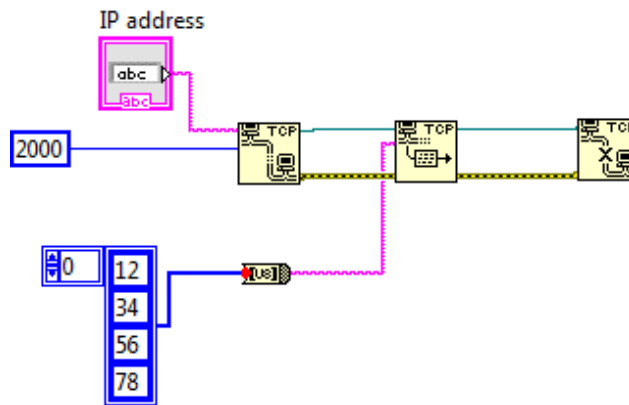 IP address
abc
abc
TCP
TCP
TCP
2000
[U8]
0
12
34
56
78